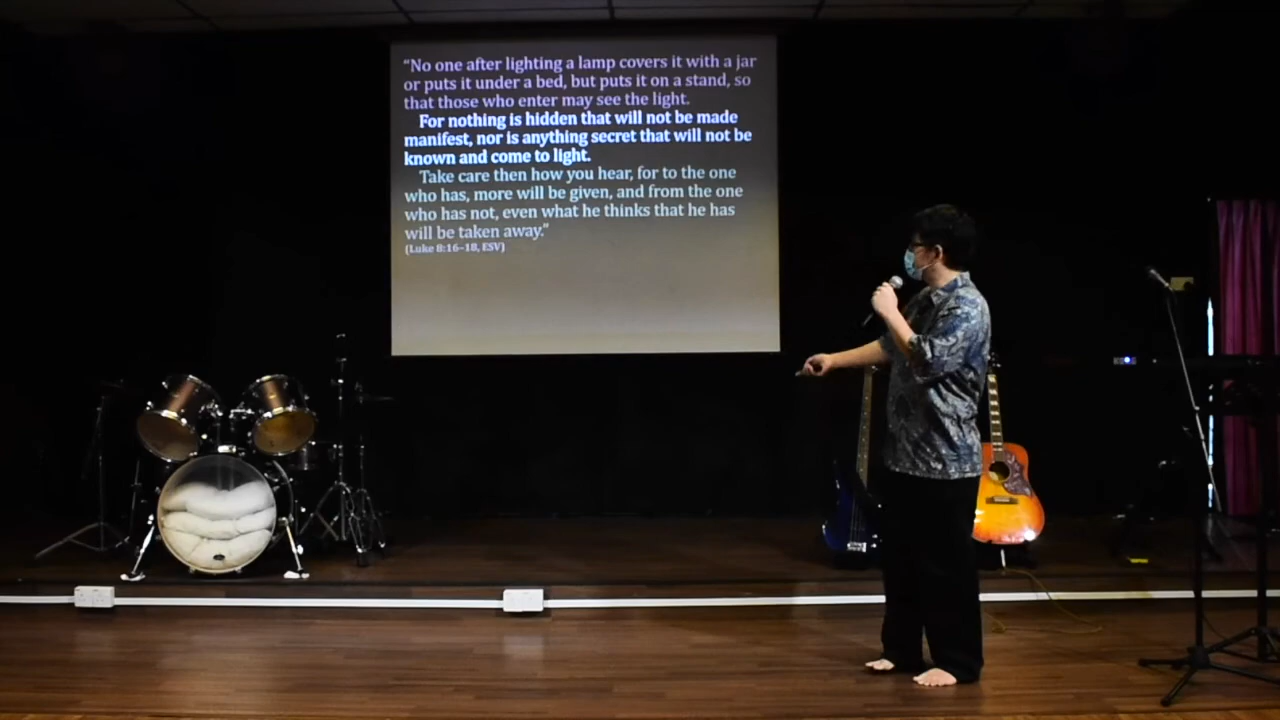 “No one after lighting a lamp covers it with a jar
or puts it under a bed, but puts it on a stand, so
that those who enter may see the light.
For nothing is hidden that will not be made
manifest, nor is anything secret that will not be
known and come to light.
Take care then how you hear, for to the one
who has, more will be given, and from the one
who has not, even what he thinks that he has
will be taken away.”
(Luke 8:16–18, ESV)